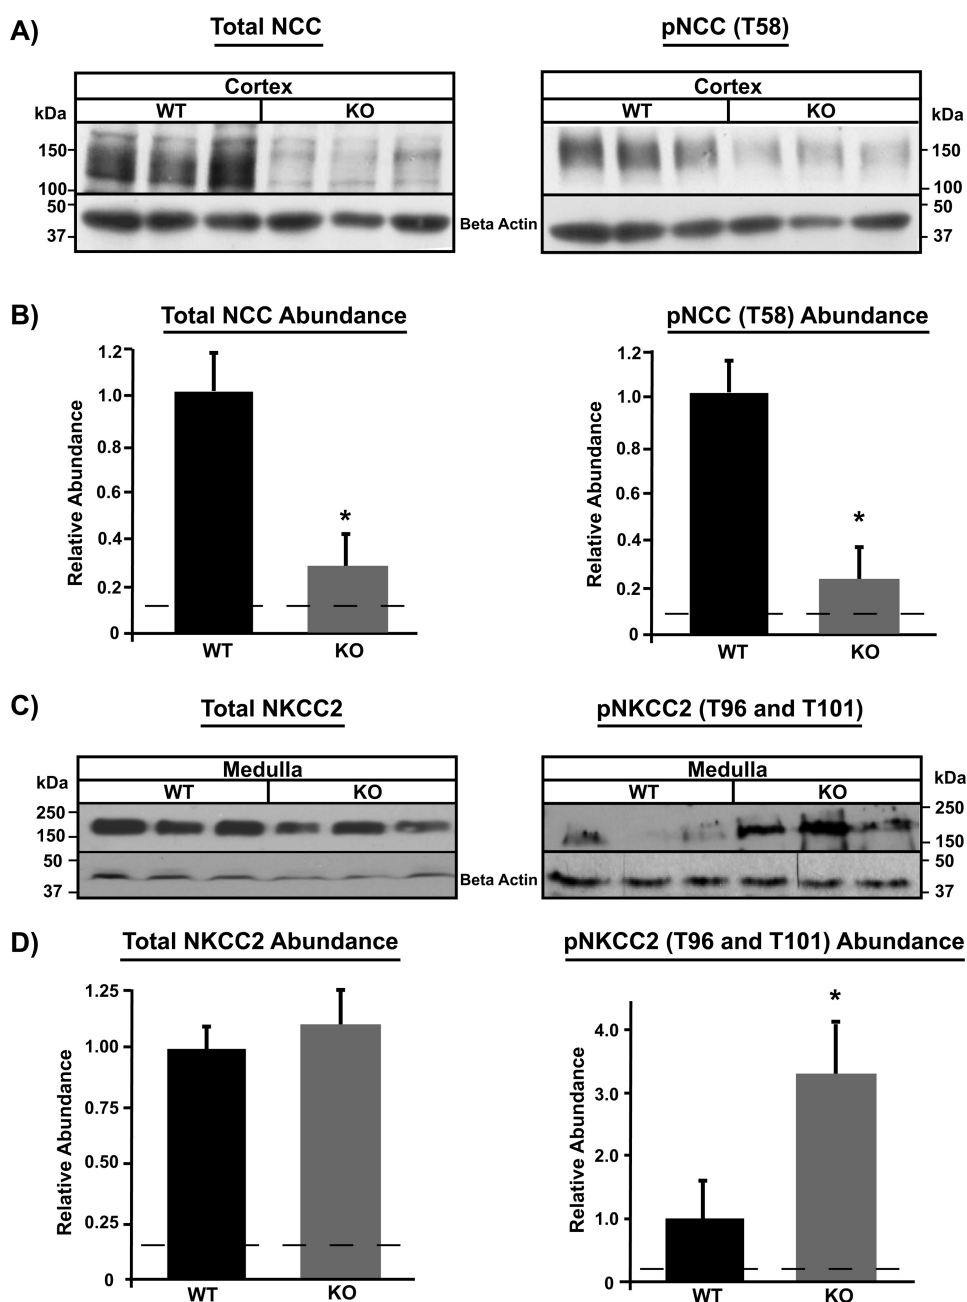 A)
Total NCC
pNCC (T58)
Cortex
Cortex
kDa
WT
KO
WT
KO
kDa
150
100
50
37
Beta Actin
150
100
50
37
B)
Total NCC Abundance
pNCC (T58) Abundance
Relative Abundance
1.2
1.0
0.8
0.6
0.4
0.2
0
*
WT
KO
Relative Abundance
1.2
1.0
0.8
0.6
0.4
0.2
0
*
WT
KO
C)
Total NKCC2
pNKCC2 (T96 and T101)
Medulla
Medulla
kDa
WT
KO
WT
KO
kDa
250
150
50
37
Beta Actin
250
150
50
37
D)
Total NKCC2 Abundance
pNKCC2 (T96 and T101) Abundance
Relative Abundance
1.25
1.00
0.75
0.50
0.25
0
WT
KO
Relative Abundance
4.0
3.0
2.0
1.0
0
*
WT
KO